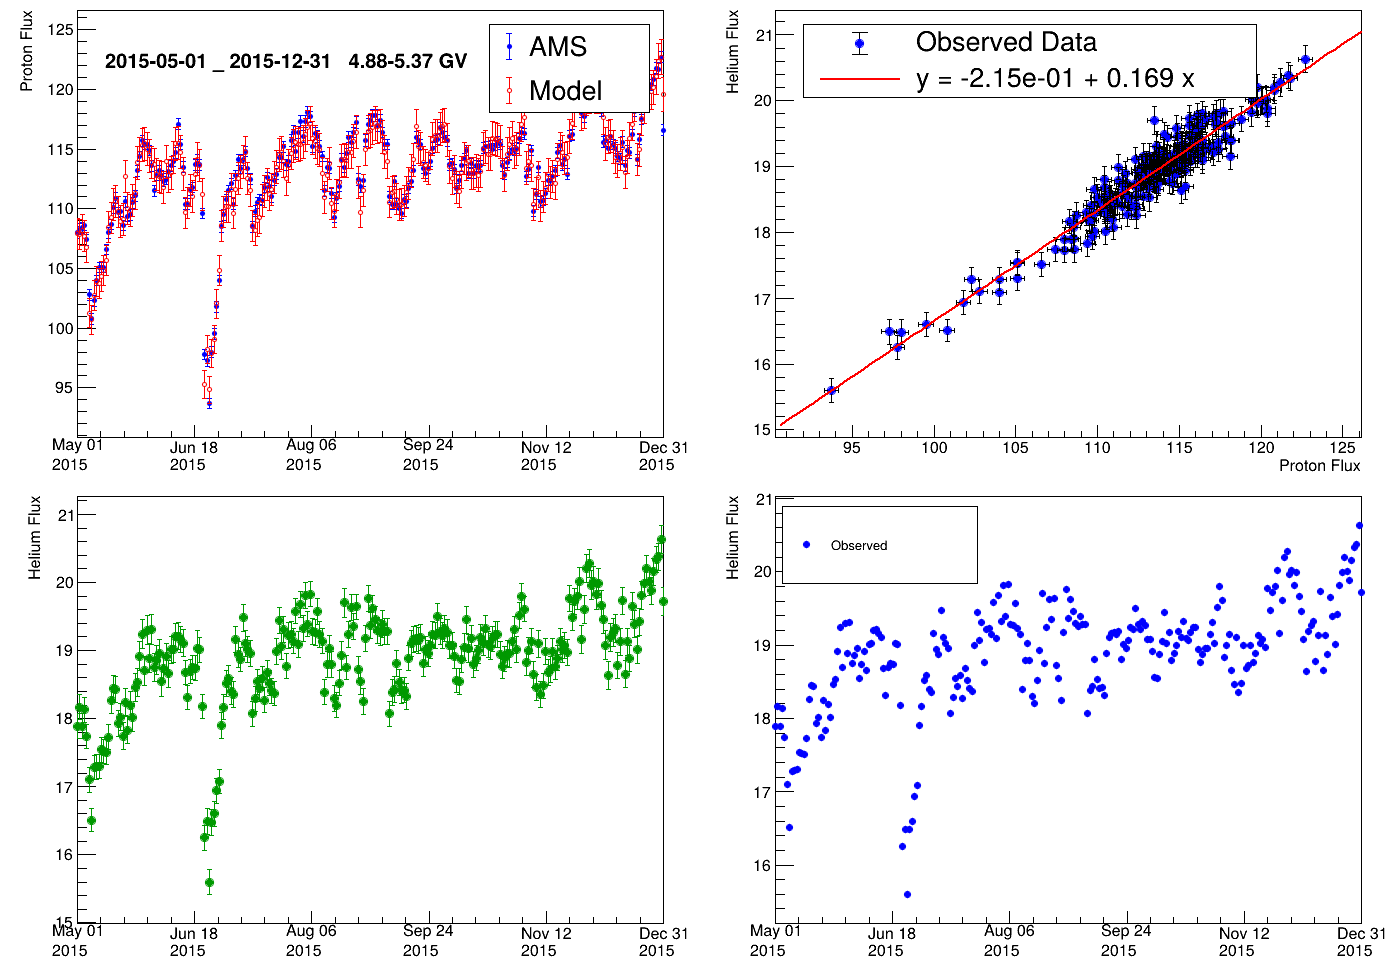 Proton Flux
125
120
115
110
105
100
95
2015-05-01 _ 2015-12-31 4.88-5.37 GV
AMS
Model
May 01
2015
Jun 18
2015
Aug 06
2015
Sep 24
2015
Nov 12
2015
Dec 31
2015
Helium Flux
21
20
19
18
17
16
15
Observed Data
y = -2.15e-01 + 0.169 x
95 100 105 110 115 120 125
Proton Flux
Helium Flux
21
20
19
18
17
16
15
May 01
2015
Jun 18
2015
Aug 06
2015
Sep 24
2015
Nov 12
2015
Dec 31
2015
Helium Flux
21
20
19
18
17
16
Observed
May 01
2015
Jun 18
2015
Aug 06
2015
Sep 24
2015
Nov 12
2015
Dec 31
2015